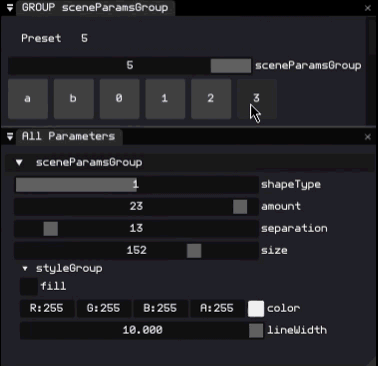 GROUP sceneParamsGroup
Preset 5
5 sceneParamsGroup
a b 0 1 2 3
All Parameters
sceneParamsGroup
1 shapeType
23 amount
13 separation
152 size
styleGroup
fill
R:255 G:255 B:255 A:255 color
10.000 lineWidth